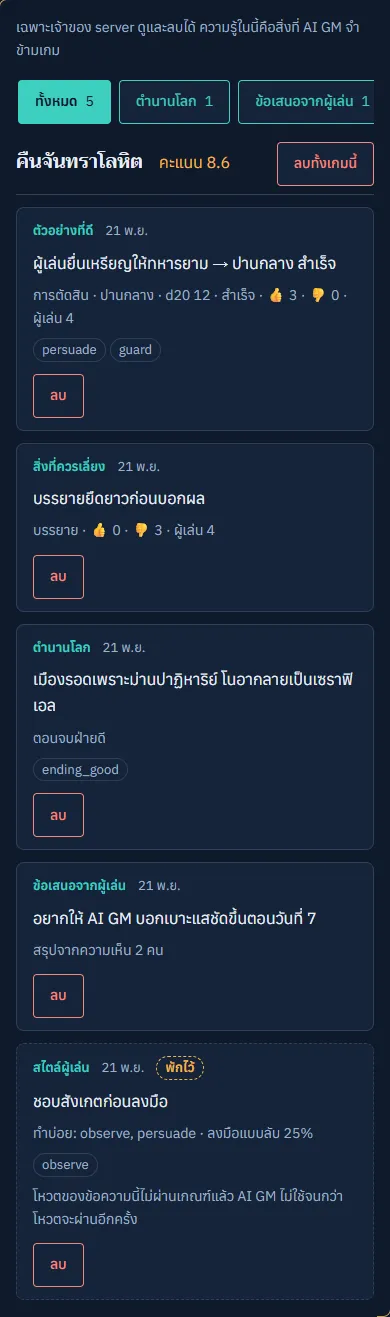 เฉพาะเจ้าของ server ดูและลบได้ ความรู้ในนี้คือสิ่งที่ AI GM จำ
ข้ามเกม
ทั้งหมด 5
ตำนานโลก 1
ข้อเสนอจากผู้เล่น 1
คืนจันทราโลหิต คะแนน 8.6
ลบทั้งเกมนี้
ตัวอย่างที่ดี 21 พ.ย.
ผู้เล่นยื่นเหรียญให้ทหารยาม → ปานกลาง สำเร็จ
การตัดสิน · ปานกลาง · d20 12 · สำเร็จ · 👍 3 · 👎 0 ·
ผู้เล่น 4
persuade guard
ลบ
สิ่งที่ควรเลี่ยง 21 พ.ย.
บรรยายยืดยาวก่อนบอกผล
บรรยาย · 👍 0 · 👎 3 · ผู้เล่น 4
ลบ
ตำนานโลก 21 พ.ย.
เมืองรอดเพราะม่านปาฏิหาริย์ โนอากลายเป็นเซราฟิ
เอล
ตอนจบฝ่ายดี
ending_good
ลบ
ข้อเสนอจากผู้เล่น 21 พ.ย.
อยากให้ AI GM บอกเบาะแสชัดขึ้นตอนวันที่ 7
สรุปจากความเห็น 2 คน
ลบ
สไตล์ผู้เล่น 21 พ.ย. พักไว้
ชอบสังเกตก่อนลงมือ
ทำบ่อย: observe, persuade · ลงมือแบบลับ 25%
observe
โหวตของข้อความนี้ไม่ผ่านเกณฑ์แล้ว AI GM ไม่ใช้จนกว่า
โหวตจะผ่านอีกครั้ง
ลบ